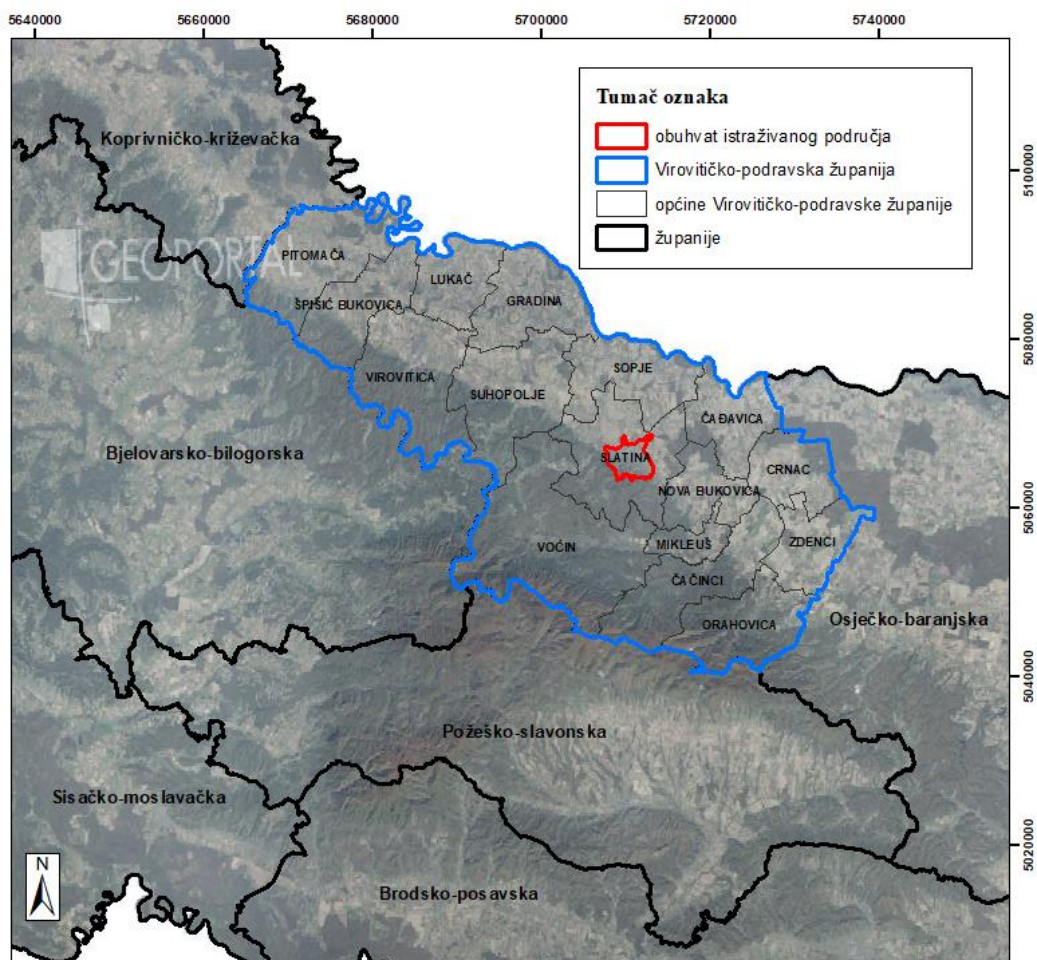 5640000 5660000 5680000 5700000 5720000 5740000
Tumač oznaka
obuhvat istraživanog područja
Virovitičko-podravska županija
općine Virovitičko-podravske županije
županije
Koprivničko-križevačka
GEOPORTAL
PITOMAČA
LUKAČ
ŠPIŠIĆ BUKOVICA
GRADINA
VIROVITICA
SUHOPOLJE
SOPJE
ČAĐAVICA
SLATINA
CRNAC
NOVA BUKOVICA
VOĆIN
MIKLEUŠ
ZDENCI
ČAČINCI
ORAHOVICA
Bjelovarsko-bilogorska
Osječko-baranjska
Požeško-slavonska
Sisačko-moslavačka
Brodsko-posavska
N
5100000
5080000
5060000
5040000
5020000